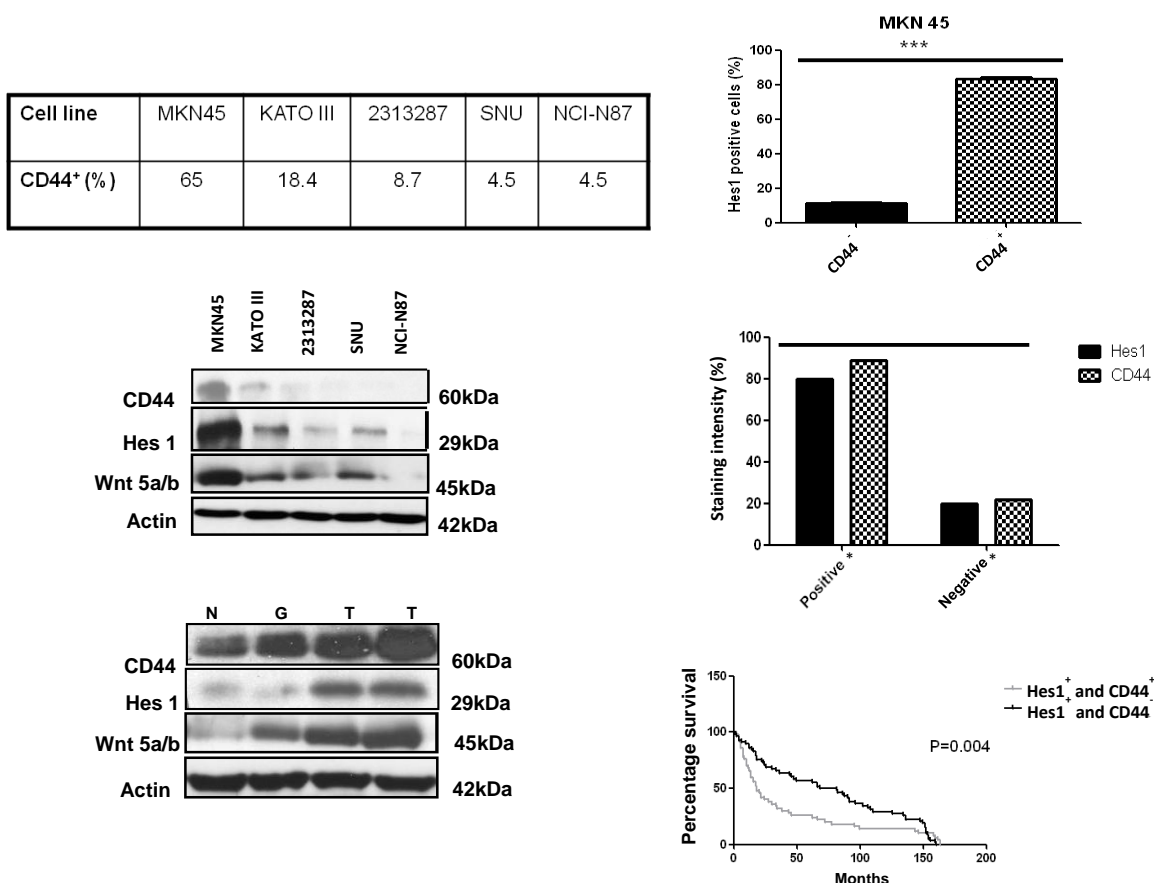 Cell line MKN45 KATO III 2313287 SNU NCI-N87
CD44+ (%) 65 18.4 8.7 4.5 4.5
MKN45
KATO III
2313287
SNU
NCI-N87
CD44 60kDa
Hes 1 29kDa
Wnt 5a/b 45kDa
Actin 42kDa
N G T T
CD44 60kDa
Hes 1 29kDa
Wnt 5a/b 45kDa
Actin 42kDa
MKN 45
***
Hes1 positive cells (%)
100
80
60
40
20
0
CD44-
CD44+
Staining intensity (%)
100
80
60
40
20
0
Positive *
Negative *
Hes1
CD44
Percentage survival
150
100
50
0
0 50 100 150 200
Months
Hes1+ and CD44+
Hes1+ and CD44-
P=0.004